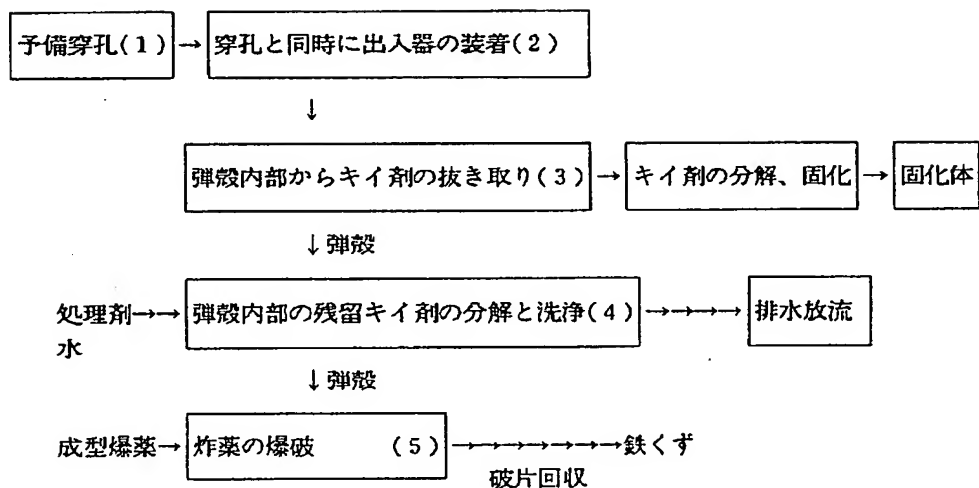 予備穿孔(1)→穿孔と同時に出入器の装着(2)
↓
弾殻内部からキイ剤の抜き取り(3)→キイ剤の分解、固化→固化体
↓弾殻
処理剤→→弾殻内部の残留キイ剤の分解と洗浄(4)→→→→排水放流
水
↓弾殻
成型爆薬→炸薬の爆破 (5)→→→→→→→鉄くず
破片回収